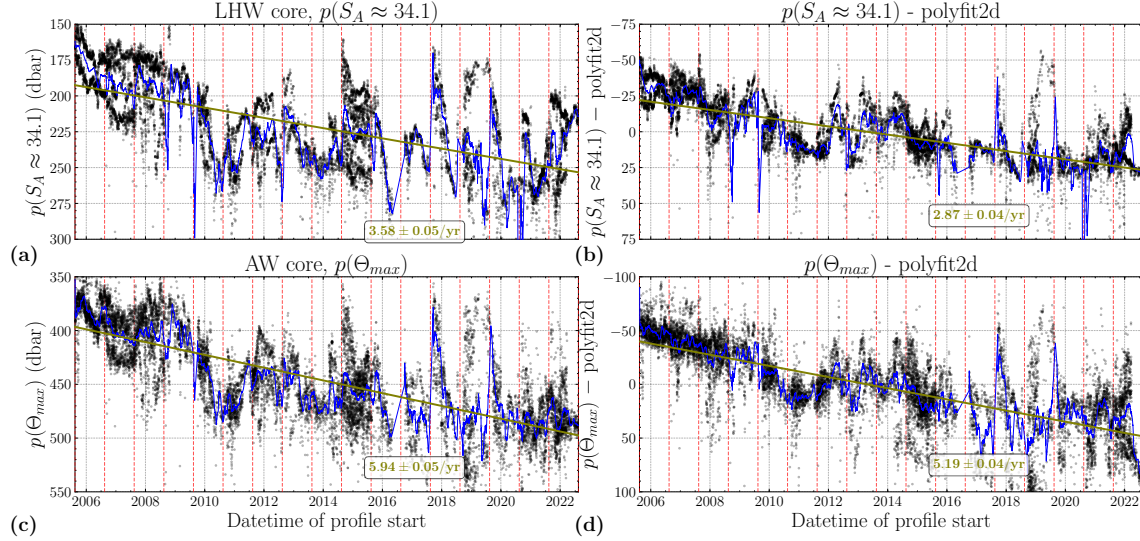 LHW core, p(S_A ≈ 34.1)
p(S_A ≈ 34.1) - polyfit2d
150
175
200
225
250
275
300
p(S_A ≈ 34.1) (dbar)
3.58 ± 0.05/yr
(a)
−75
−50
−25
0
25
50
75
p(S_A ≈ 34.1) − polyfit2d
2.87 ± 0.04/yr
(b)
AW core, p(Θ_max)
p(Θ_max) - polyfit2d
350
400
450
500
550
p(Θ_max) (dbar)
5.94 ± 0.05/yr
2006 2008 2010 2012 2014 2016 2018 2020 2022
Datetime of profile start
(c)
−100
−50
0
50
100
p(Θ_max) − polyfit2d
5.19 ± 0.04/yr
2006 2008 2010 2012 2014 2016 2018 2020 2022
Datetime of profile start
(d)